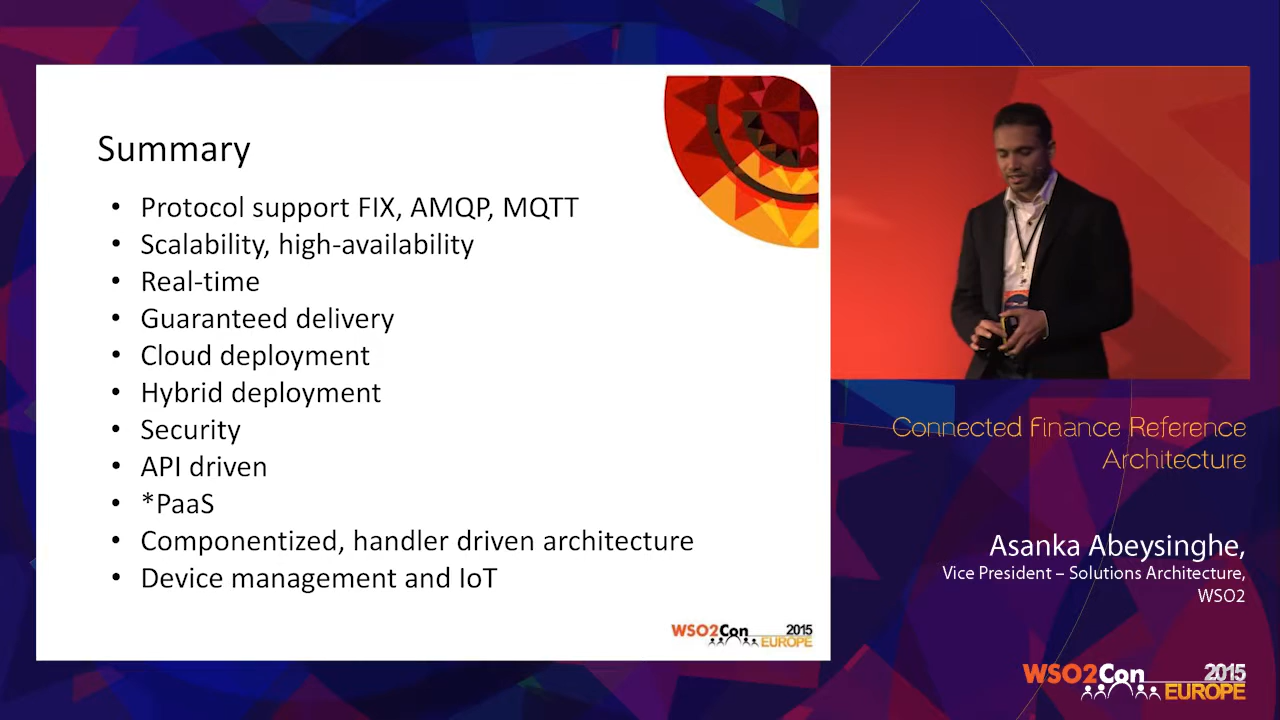 Summary
• Protocol support FIX, AMQP, MQTT
• Scalability, high-availability
• Real-time
• Guaranteed delivery
• Cloud deployment
• Hybrid deployment
• Security
• API driven
• *PaaS
• Componentized, handler driven architecture
• Device management and IoT
WSO2Con 2015
EUROPE
Connected Finance Reference
Architecture
Asanka Abeysinghe,
Vice President – Solutions Architecture,
WSO2
WSO2Con 2015
EUROPE